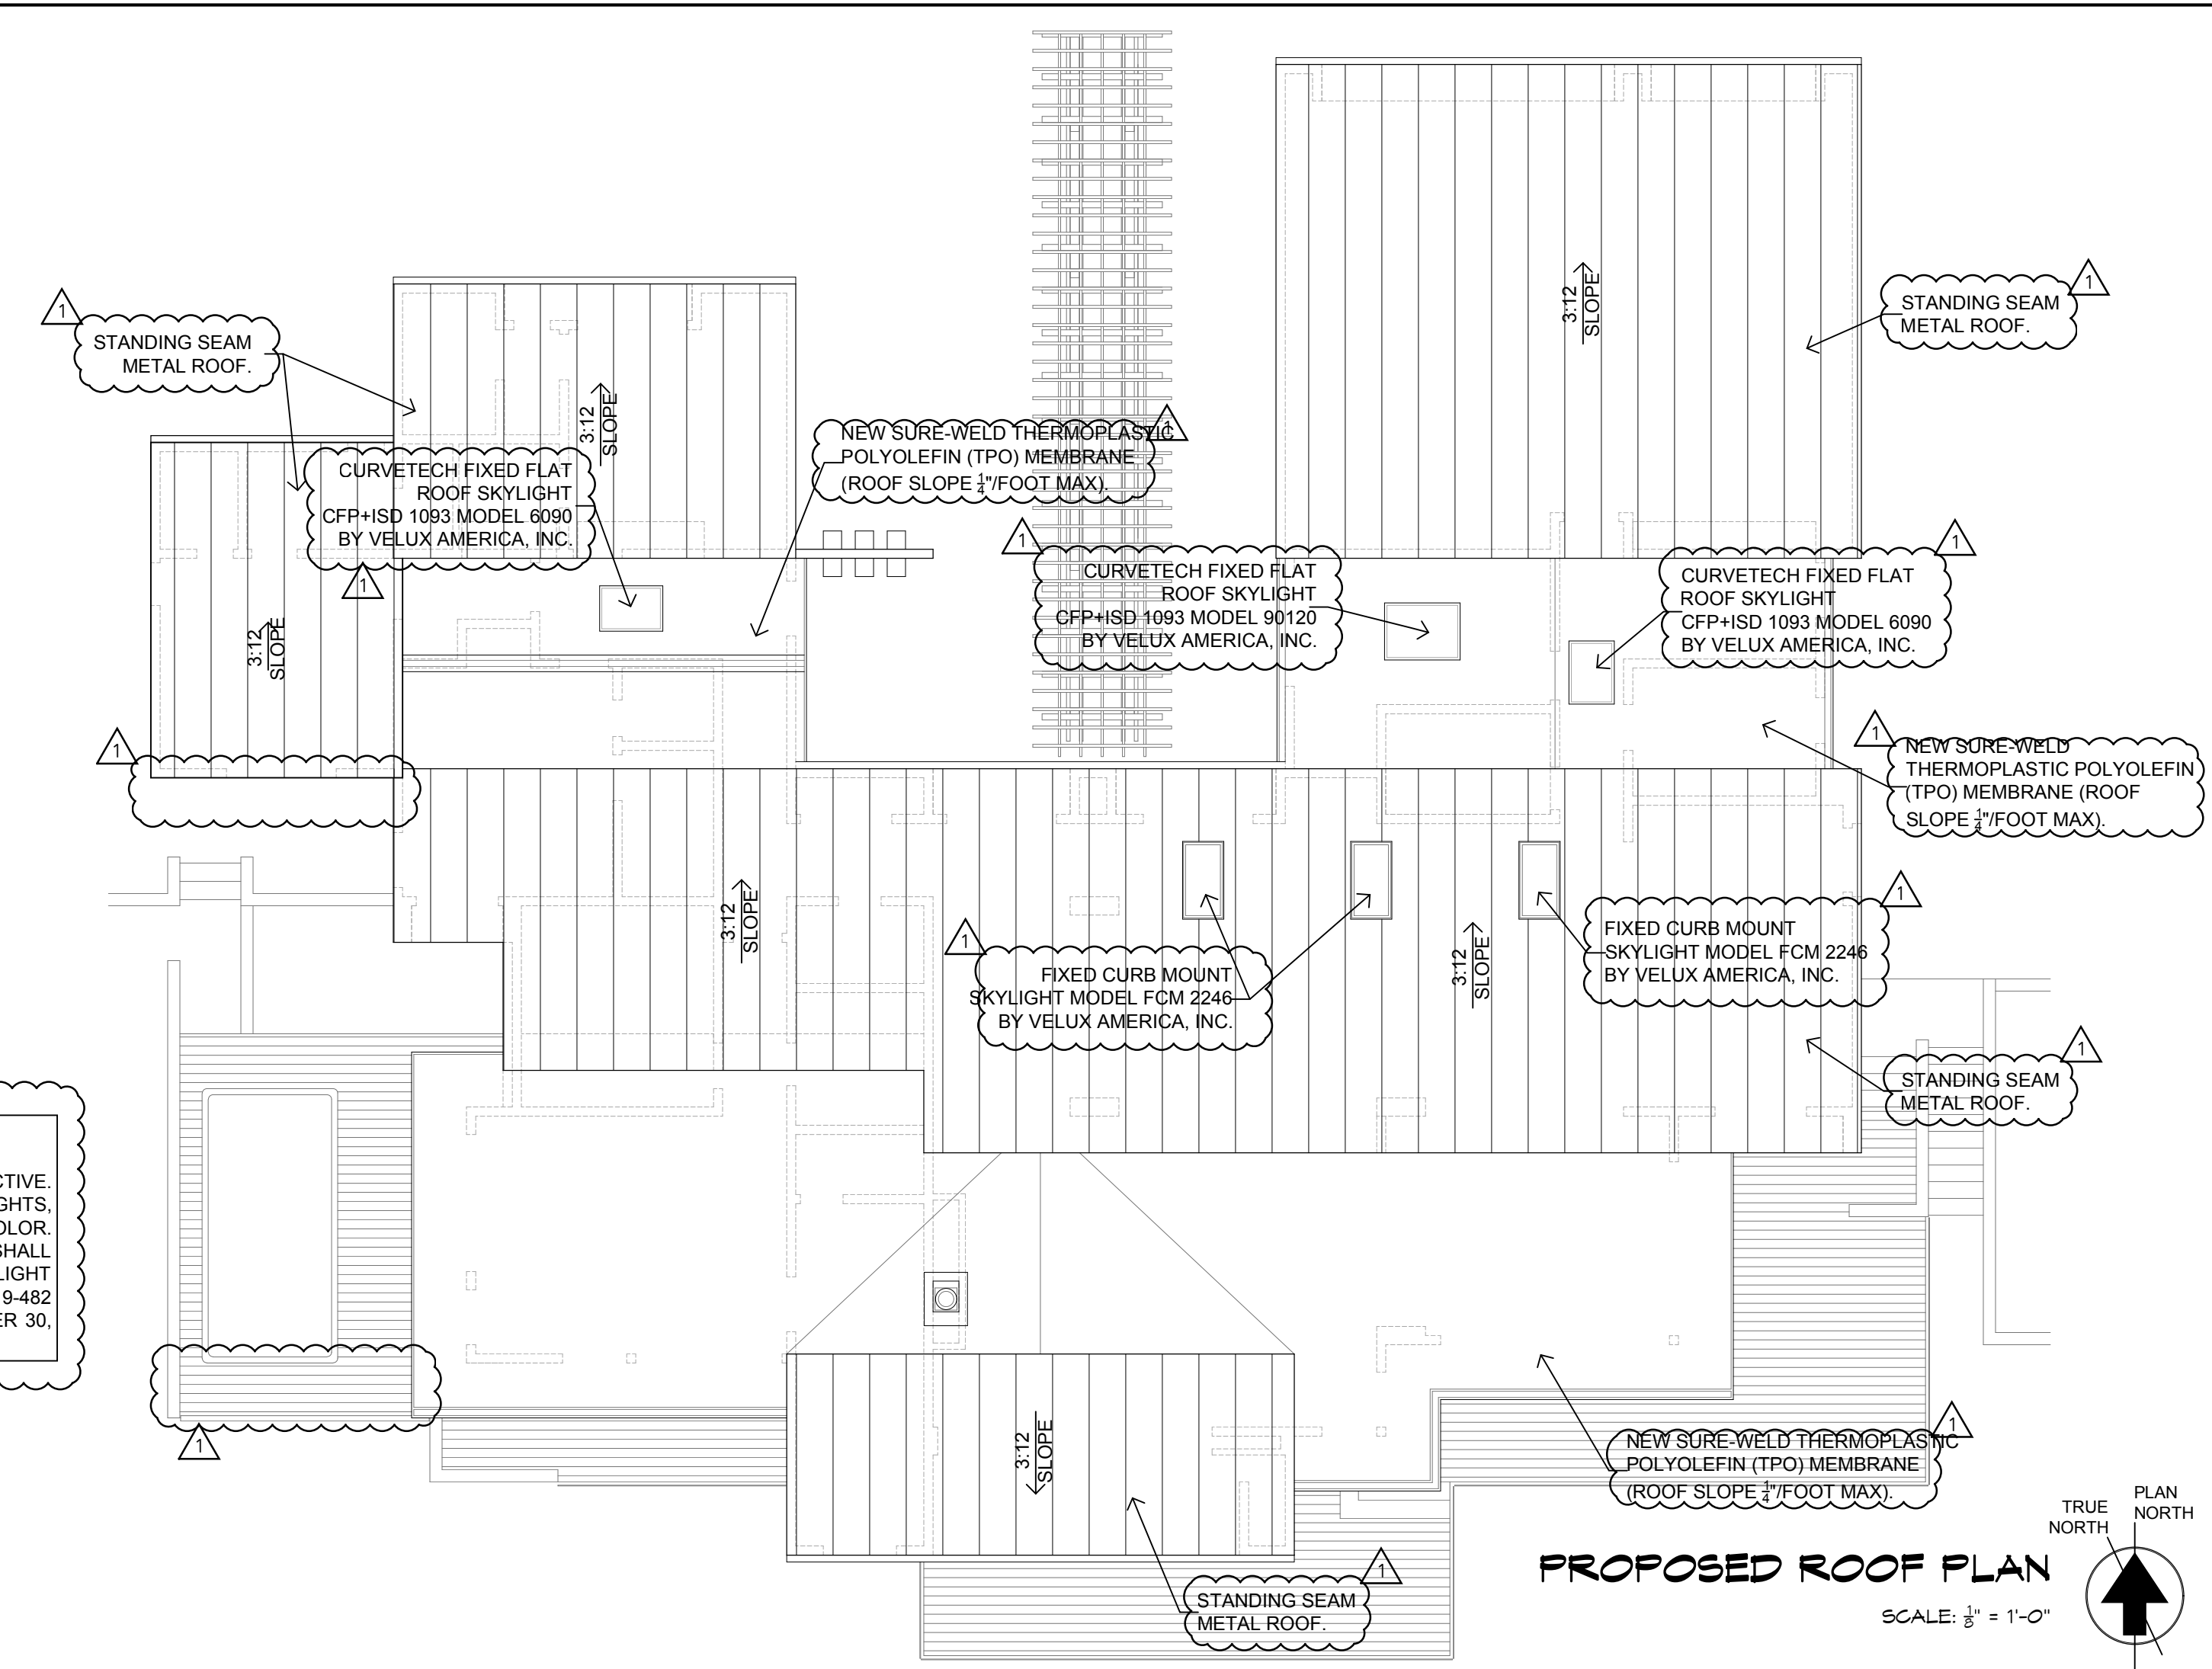 1
STANDING SEAM
METAL ROOF.
1
STANDING SEAM
METAL ROOF.
3:12
SLOPE
3:12
SLOPE
1
NEW SURE-WELD THERMOPLASTIC
POLYOLEFIN (TPO) MEMBRANE
(ROOF SLOPE ¼"/FOOT MAX).
CURVETECH FIXED FLAT
ROOF SKYLIGHT
CFP+ISD 1093 MODEL 6090
BY VELUX AMERICA, INC.
1
1
CURVETECH FIXED FLAT
ROOF SKYLIGHT
CFP+ISD 1093 MODEL 90120
BY VELUX AMERICA, INC.
1
CURVETECH FIXED FLAT
ROOF SKYLIGHT
CFP+ISD 1093 MODEL 6090
BY VELUX AMERICA, INC.
3:12
SLOPE
1
1
NEW SURE-WELD
THERMOPLASTIC POLYOLEFIN
(TPO) MEMBRANE (ROOF
SLOPE ¼"/FOOT MAX).
3:12
SLOPE
1
FIXED CURB MOUNT
SKYLIGHT MODEL FCM 2246
BY VELUX AMERICA, INC.
3:12
SLOPE
1
FIXED CURB MOUNT
SKYLIGHT MODEL FCM 2246
BY VELUX AMERICA, INC.
1
STANDING SEAM
METAL ROOF.
CTIVE.
GHTS,
OLOR.
SHALL
LIGHT
19-482
ER 30,
1
3:12
SLOPE
1
NEW SURE-WELD THERMOPLASTIC
POLYOLEFIN (TPO) MEMBRANE
(ROOF SLOPE ¼"/FOOT MAX).
1
STANDING SEAM
METAL ROOF.
TRUE
NORTH
PLAN
NORTH
PROPOSED ROOF PLAN
SCALE: ⅛" = 1'-0"